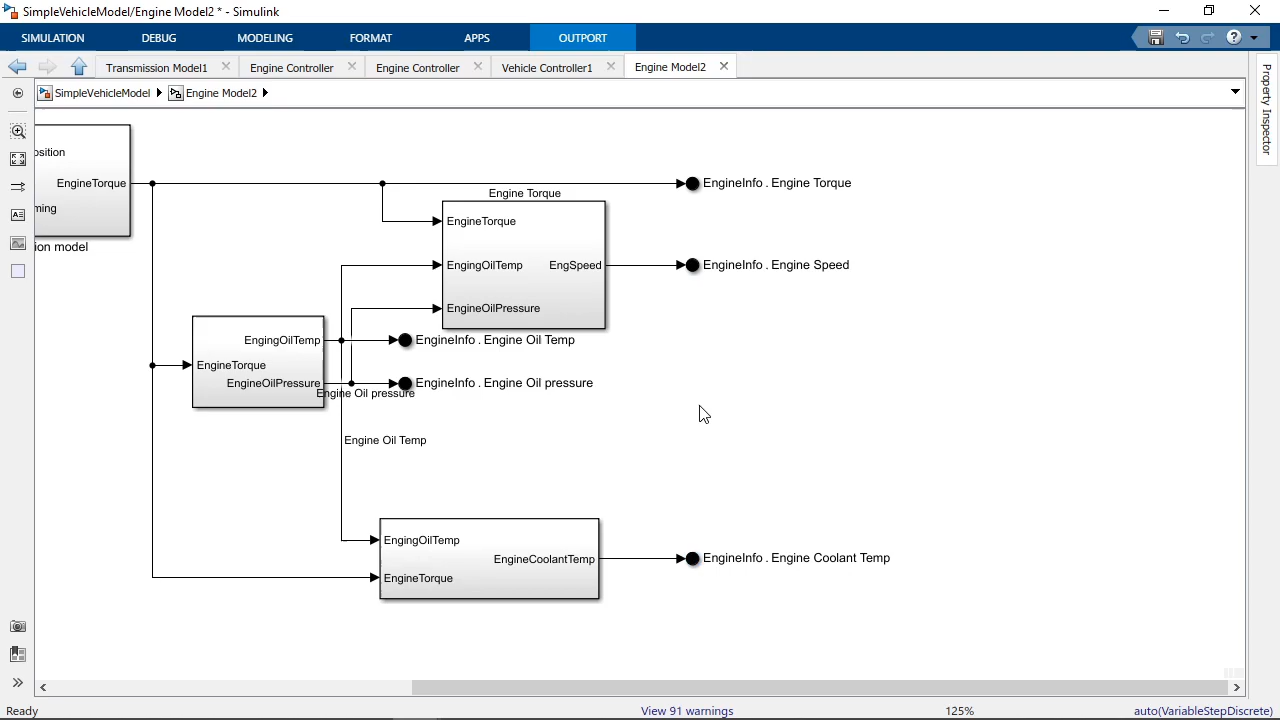 SimpleVehicleModel/Engine Model2 * - Simulink
SIMULATION DEBUG MODELING FORMAT APPS OUTPORT
Transmission Model1 Engine Controller Engine Controller Vehicle Controller1 Engine Model2
SimpleVehicleModel Engine Model2
Property Inspector
osition
EngineTorque
ming
ion model
EngineInfo . Engine Torque
Engine Torque
EngineTorque
EngingOilTemp EngSpeed
EngineOilPressure
EngineInfo . Engine Speed
EngingOilTemp
EngineTorque
EngineOilPressure
EngineInfo . Engine Oil Temp
EngineInfo . Engine Oil pressure
Engine Oil pressure
Engine Oil Temp
EngingOilTemp
EngineCoolantTemp
EngineTorque
EngineInfo . Engine Coolant Temp
Ready View 91 warnings 125% auto(VariableStepDiscrete)